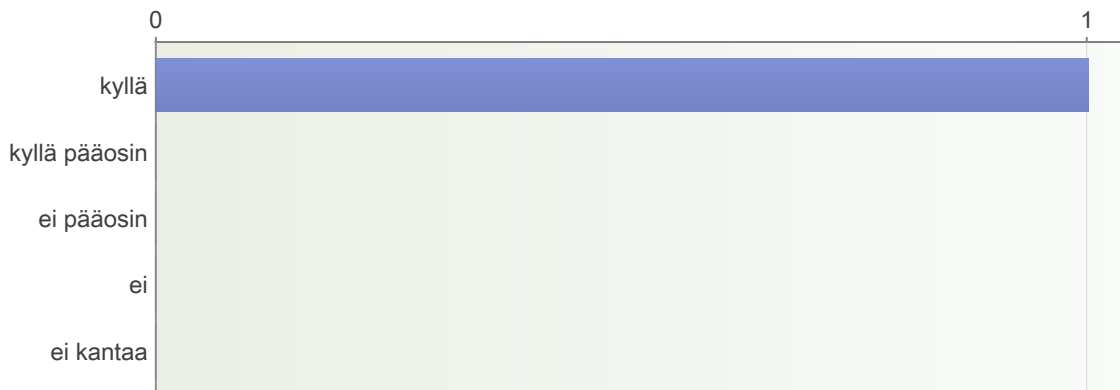 0 1
kyllä
kyllä pääosin
ei pääosin
ei
ei kantaa